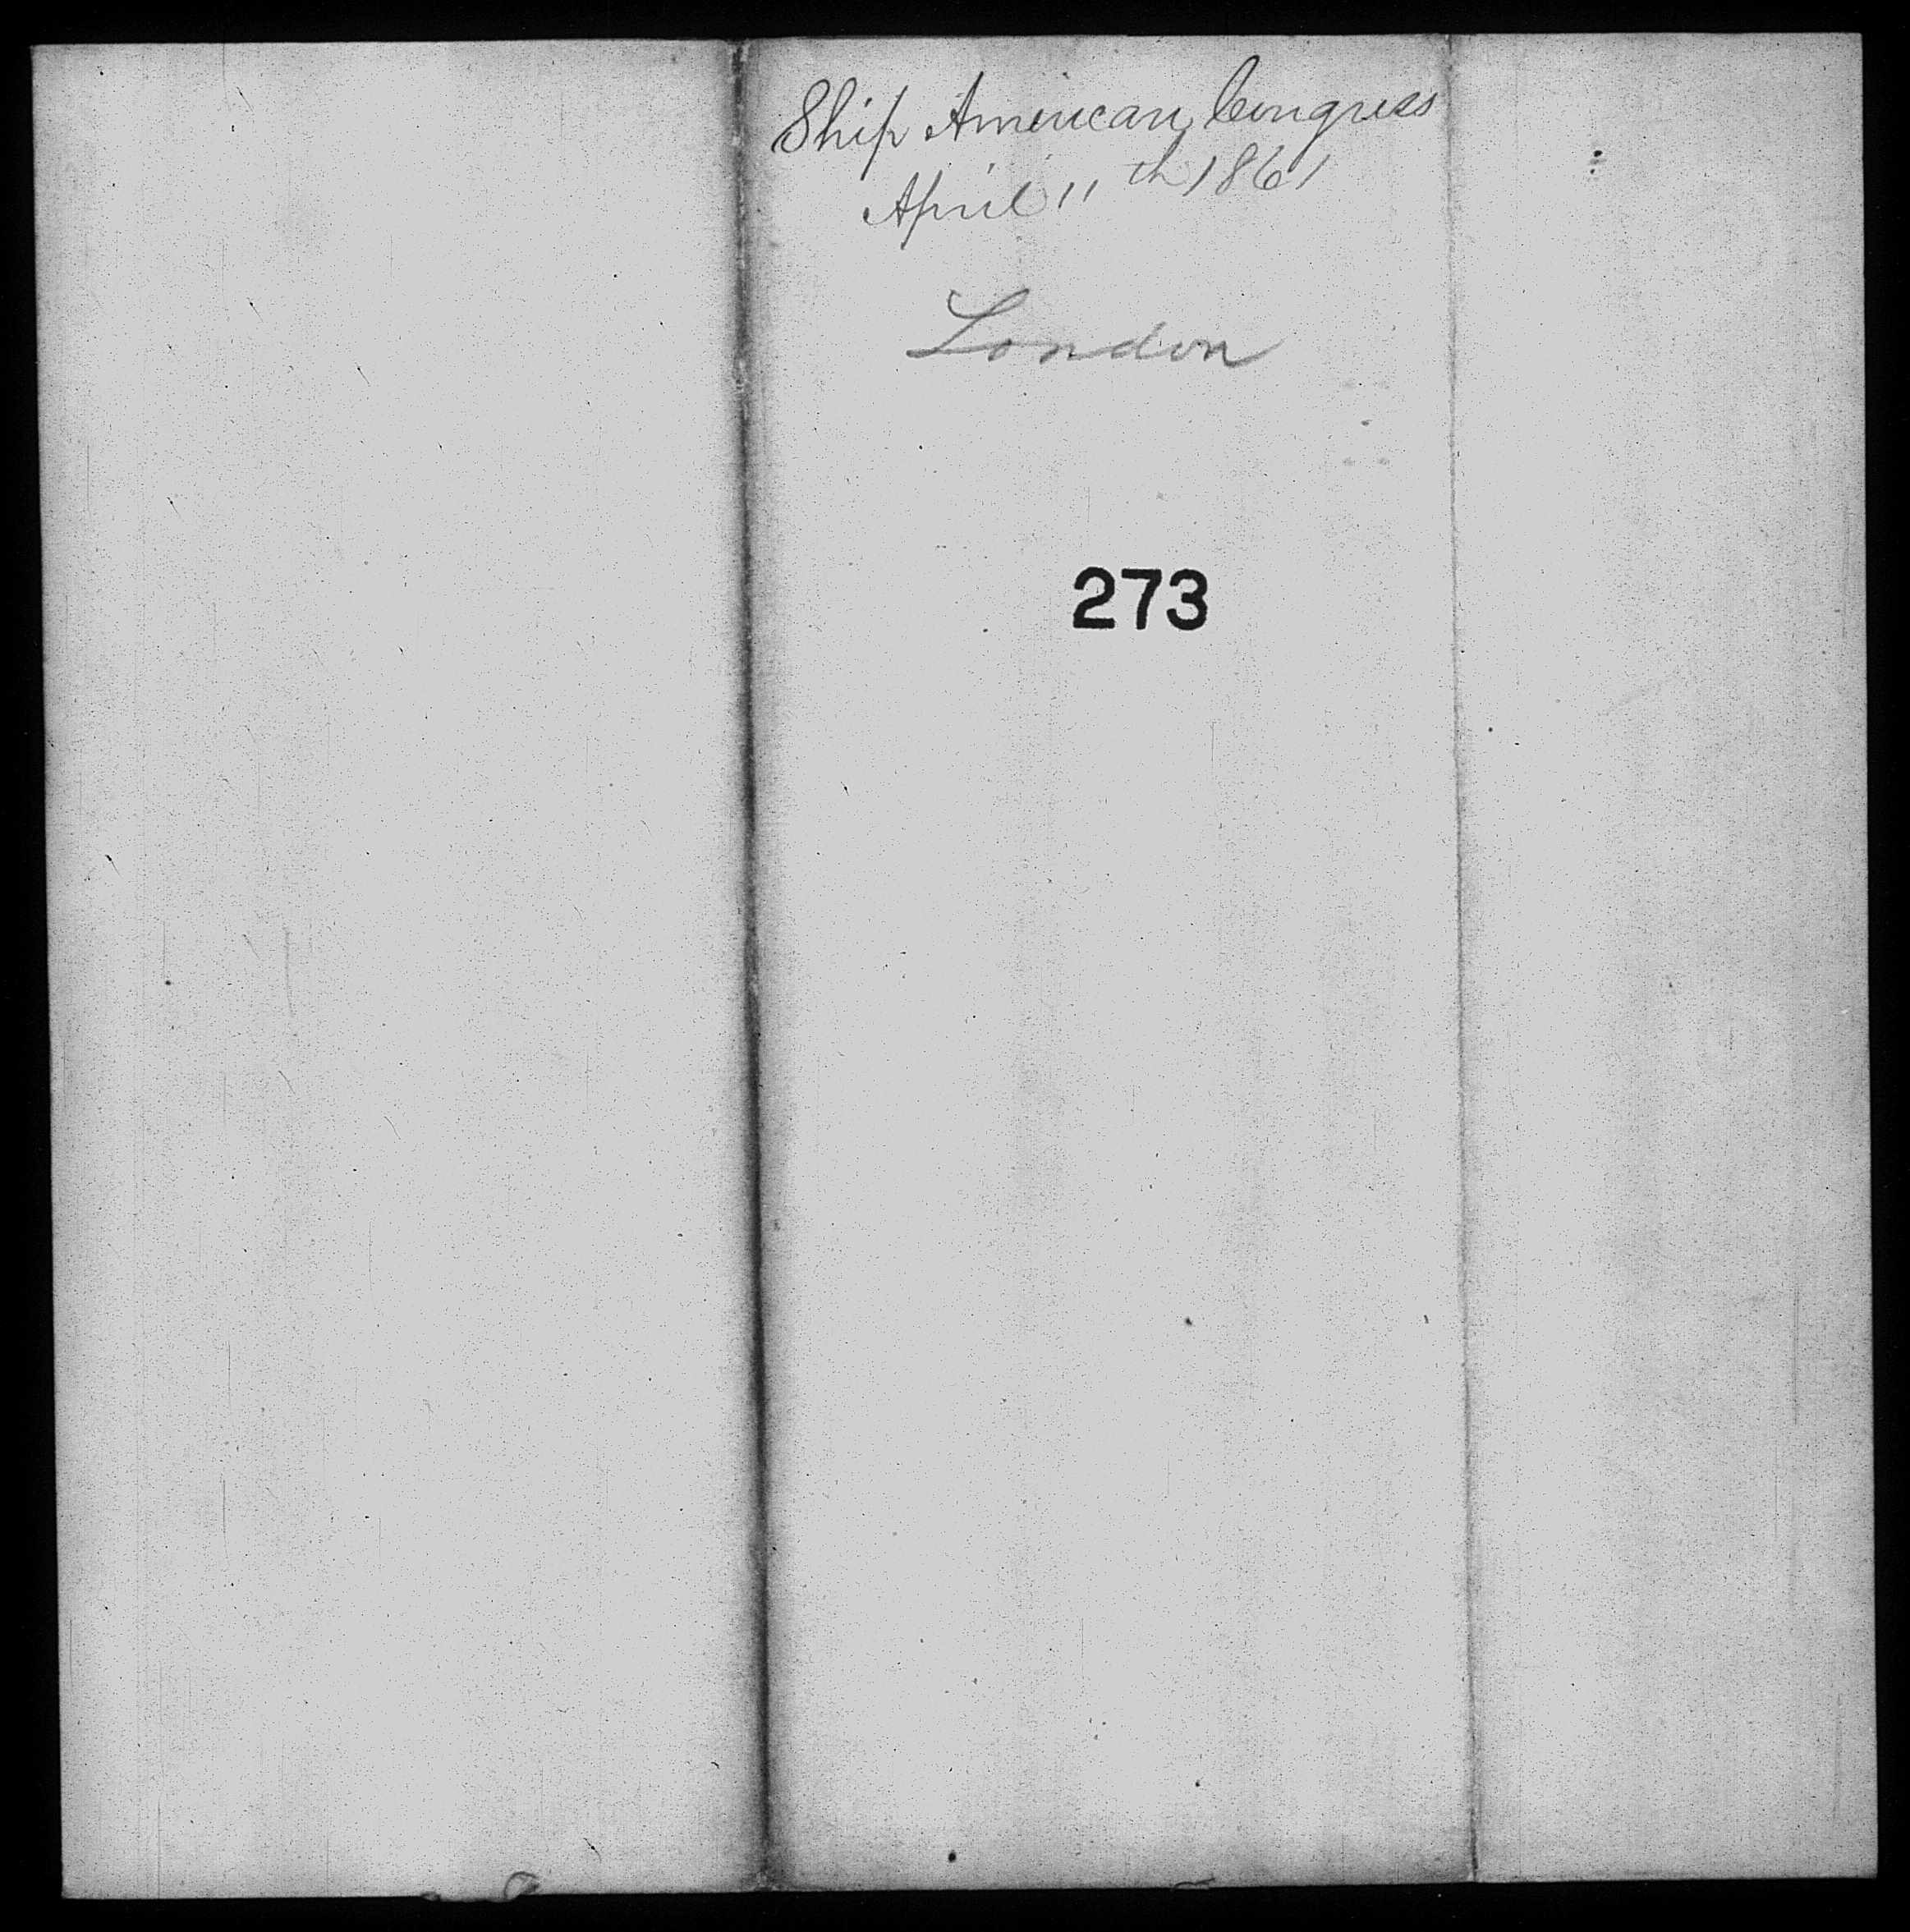 Ship American Congress
April 11th 1861
London
273